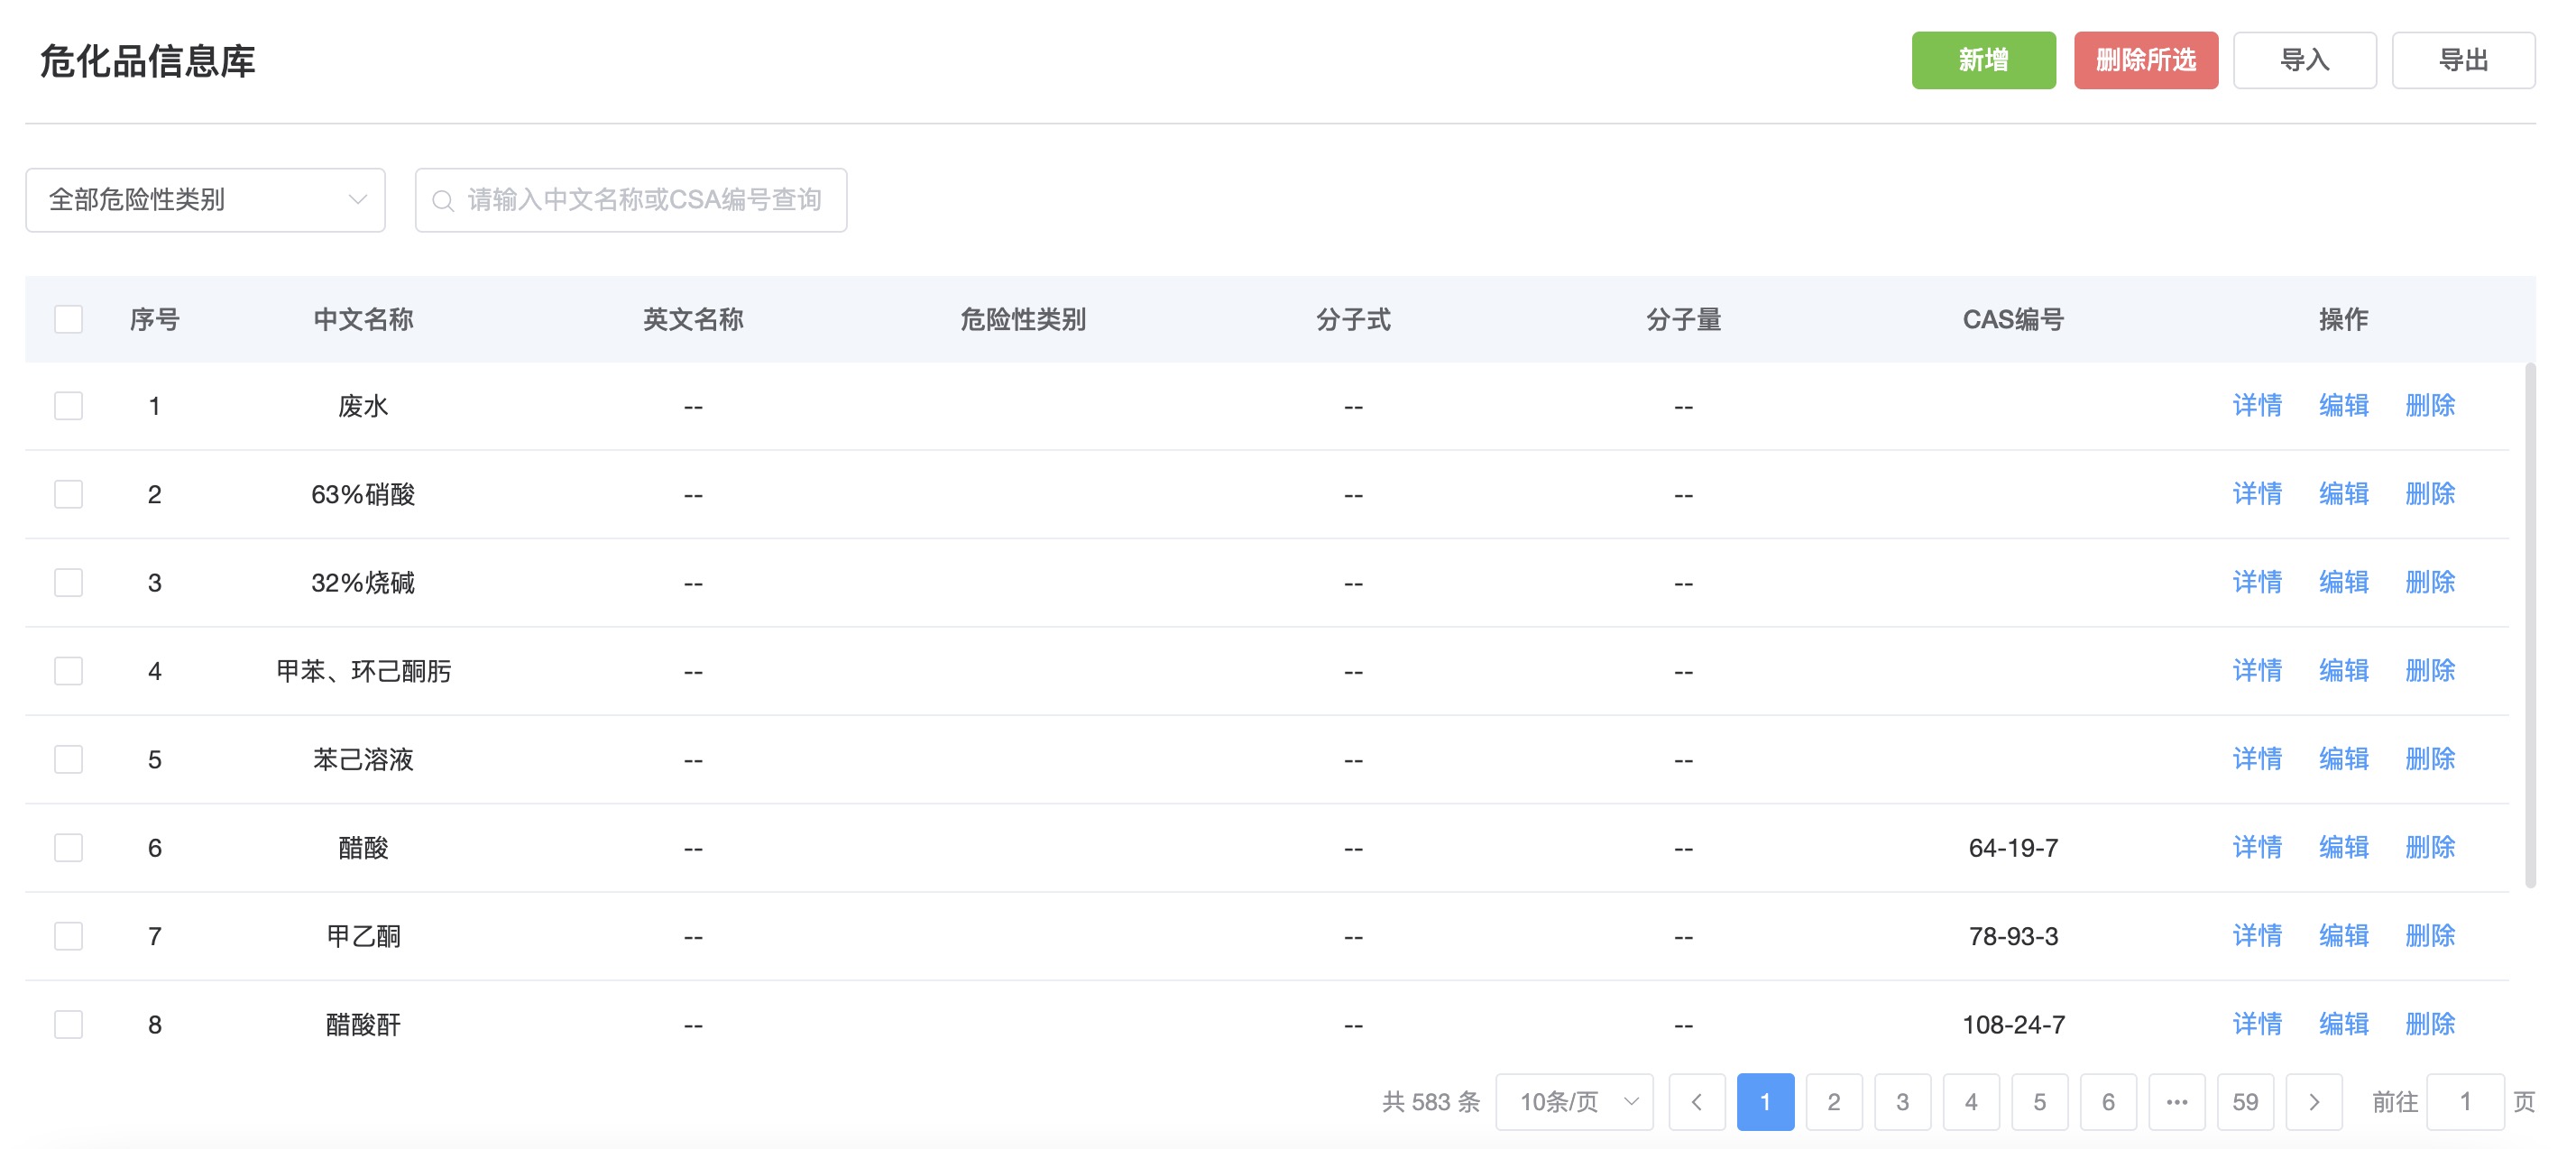 危化品信息库 新增 删除所选 导入 导出
全部危险性类别 请输入中文名称或CSA编号查询
序号 中文名称 英文名称 危险性类别 分子式 分子量 CAS编号 操作
1 废水 -- -- -- 详情 编辑 删除
2 63%硝酸 -- -- -- 详情 编辑 删除
3 32%烧碱 -- -- -- 详情 编辑 删除
4 甲苯、环己酮肟 -- -- -- 详情 编辑 删除
5 苯己溶液 -- -- -- 详情 编辑 删除
6 醋酸 -- -- -- 64-19-7 详情 编辑 删除
7 甲乙酮 -- -- -- 78-93-3 详情 编辑 删除
8 醋酸酐 -- -- -- 108-24-7 详情 编辑 删除
共 583 条 10条/页 1 2 3 4 5 6 ··· 59 前往 1 页